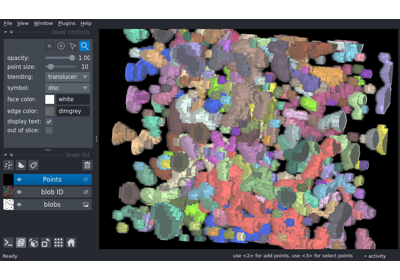 File View Window Plugins Help
layer controls
opacity: 1.00
point size: 10
blending: translucen
symbol: disc
face color: white
edge color: dimgrey
display text:
out of slice:
layer list
Points
blob ID
blobs
use <2> for add points, use <3> for select points
activity